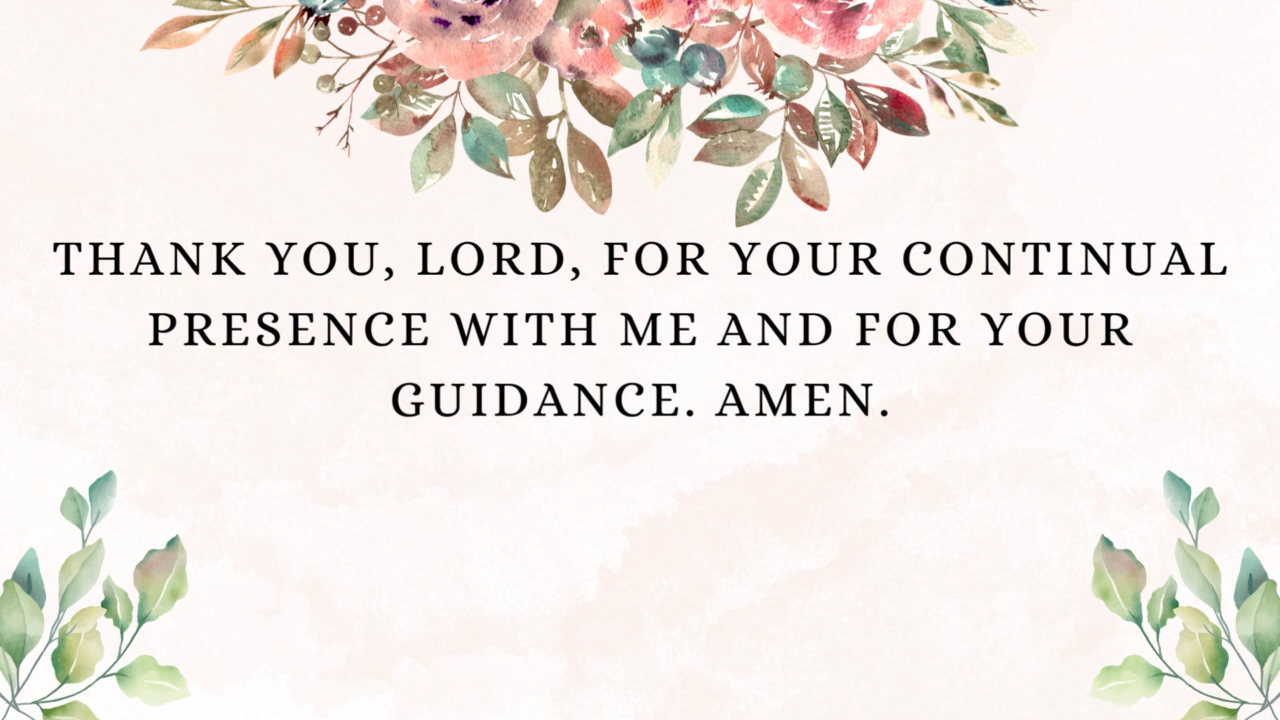 THANK YOU, LORD, FOR YOUR CONTINUAL
PRESENCE WITH ME AND FOR YOUR
GUIDANCE. AMEN.